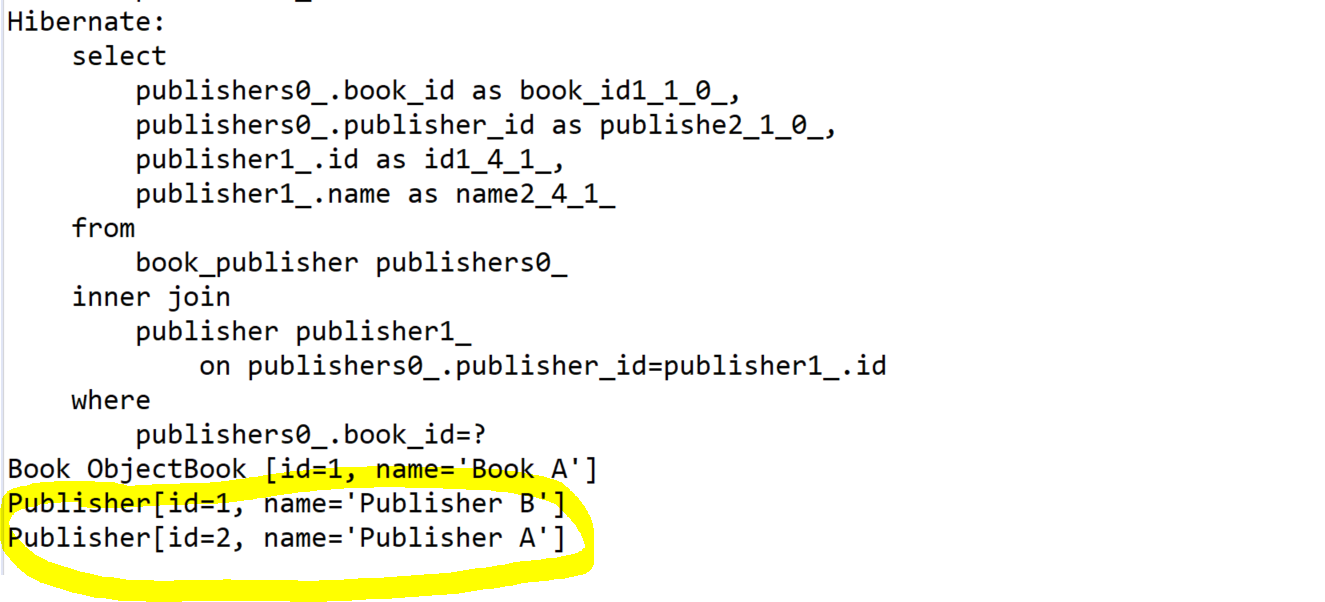 Hibernate:
    select
        publishers0_.book_id as book_id1_1_0_,
        publishers0_.publisher_id as publishe2_1_0_,
        publisher1_.id as id1_4_1_,
        publisher1_.name as name2_4_1_
    from
        book_publisher publishers0_
    inner join
        publisher publisher1_
            on publishers0_.publisher_id=publisher1_.id
    where
        publishers0_.book_id=?
Book ObjectBook [id=1, name='Book A']
Publisher[id=1, name='Publisher B']
Publisher[id=2, name='Publisher A']